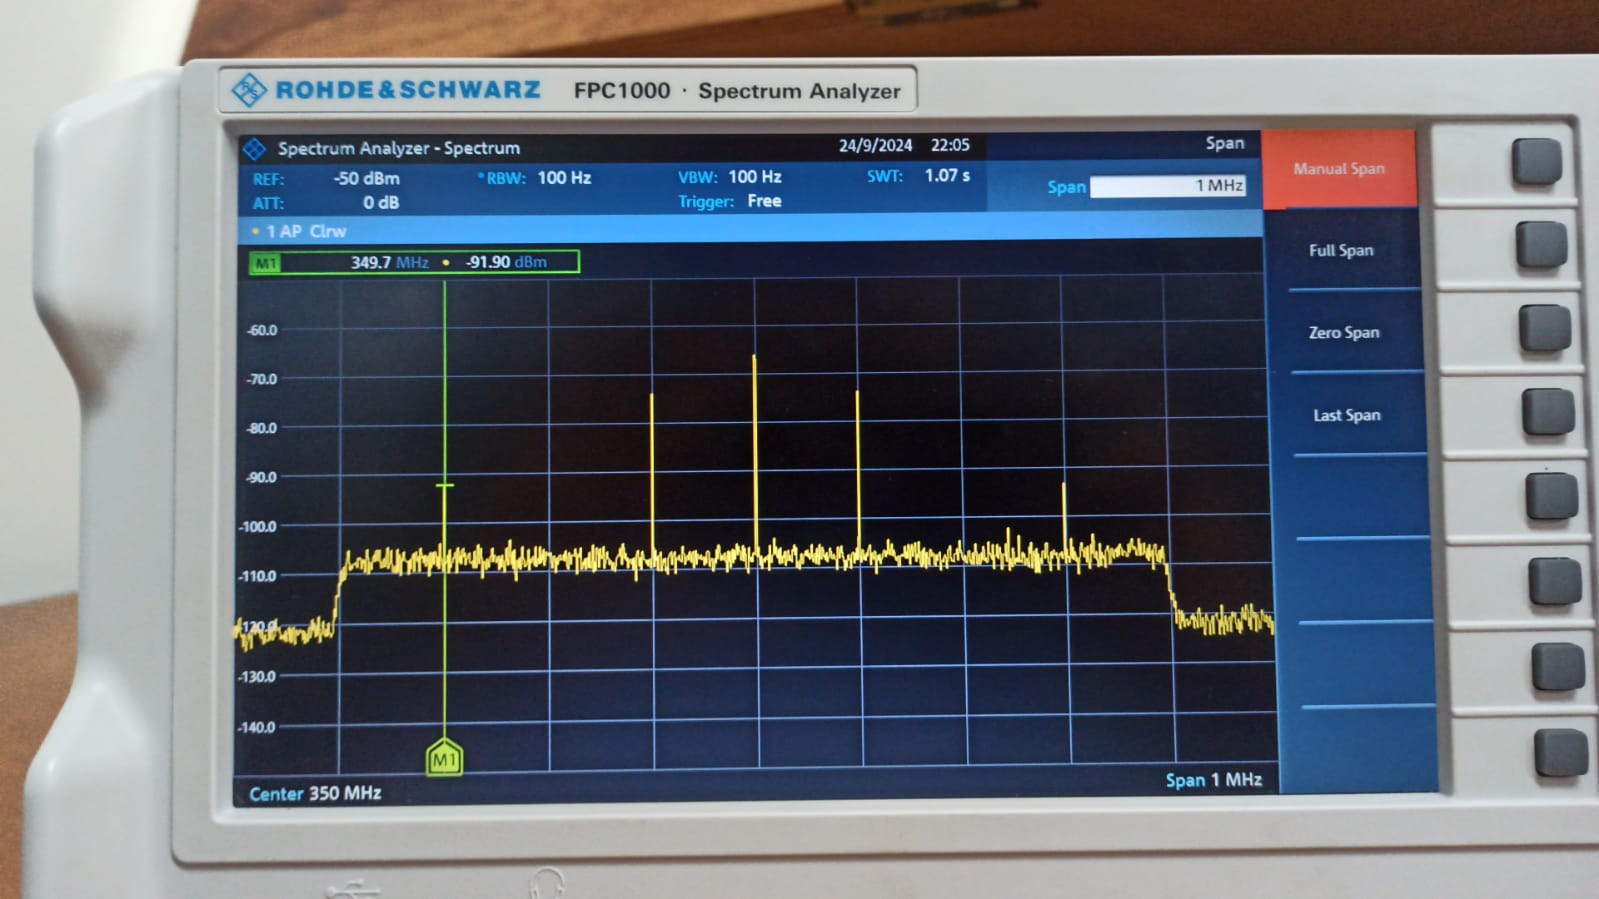 ROHDE&SCHWARZ FPC1000 · Spectrum Analyzer
Spectrum Analyzer - Spectrum 24/9/2024 22:05 Span
REF: -50 dBm RBW: 100 Hz VBW: 100 Hz SWT: 1.07 s
ATT: 0 dB Trigger: Free
Span 1 MHz
1 AP Clrw
M1 349.7 MHz -91.90 dBm
-60.0
-70.0
-80.0
-90.0
-100.0
-110.0
-120.0
-130.0
-140.0
M1
Center 350 MHz Span 1 MHz
Manual Span
Full Span
Zero Span
Last Span